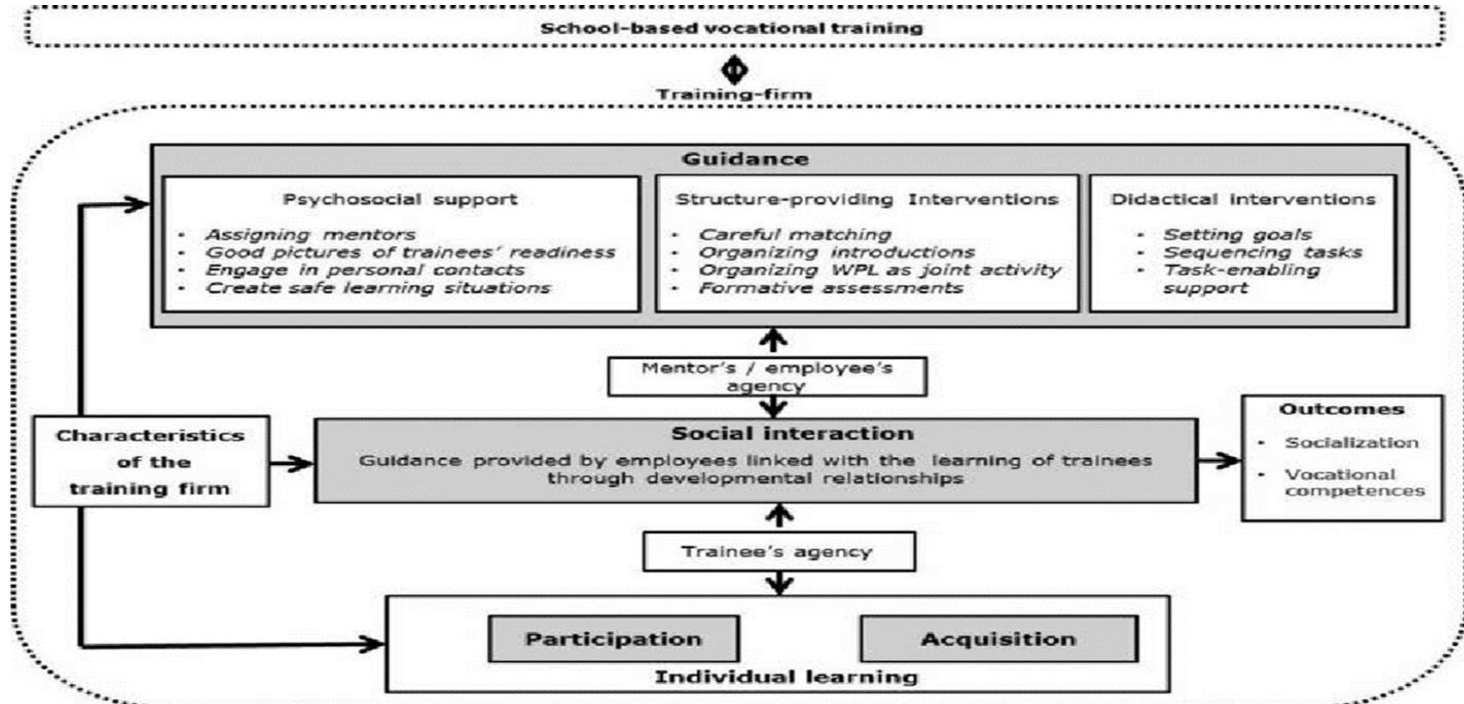 School-based vocational training
Training-firm
Guidance
Psychosocial support
• Assigning mentors
• Good pictures of trainees' readiness
• Engage in personal contacts
• Create safe learning situations
Structure-providing Interventions
• Careful matching
• Organizing introductions
• Organizing WPL as joint activity
• Formative assessments
Didactical interventions
• Setting goals
• Sequencing tasks
• Task-enabling
support
Mentor's / employee's
agency
Characteristics
of the
training firm
Social interaction
Guidance provided by employees linked with the learning of trainees
through developmental relationships
Outcomes
• Socialization
• Vocational
competences
Trainee's agency
Participation
Acquisition
Individual learning